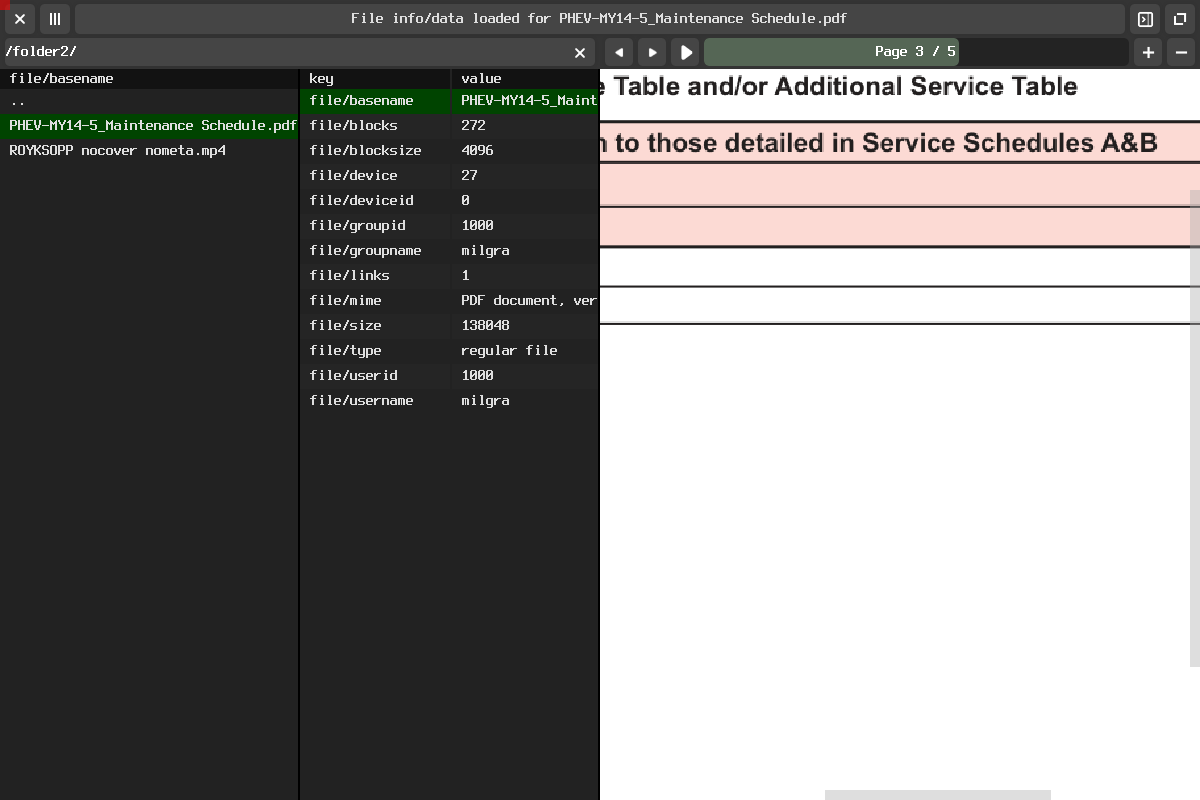 File info/data loaded for PHEV-MY14-5_Maintenance Schedule.pdf
/folder2/
Page 3 / 5
file/basename
..
PHEV-MY14-5_Maintenance Schedule.pdf
ROYKSOPP nocover nometa.mp4
key value
file/basename PHEV-MY14-5_Maint
file/blocks 272
file/blocksize 4096
file/device 27
file/deviceid 0
file/groupid 1000
file/groupname milgra
file/links 1
file/mime PDF document, ver
file/size 138048
file/type regular file
file/userid 1000
file/username milgra
e Table and/or Additional Service Table
to those detailed in Service Schedules A&B